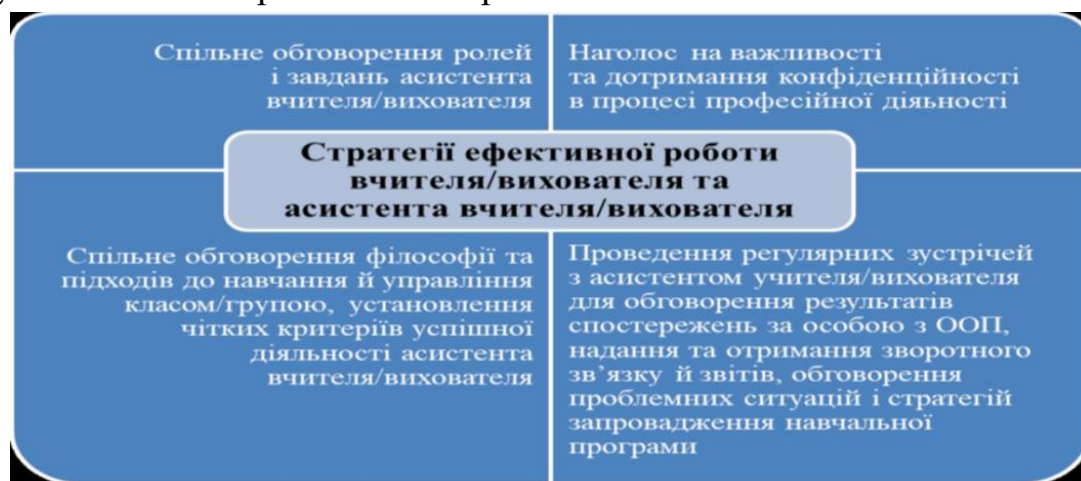 Спільне обговорення ролей
і завдань асистента
вчителя/вихователя
Наголос на важливості
та дотримання конфіденційності
в процесі професійної діяьності
Стратегії ефективної роботи
вчителя/вихователя та
асистента вчителя/вихователя
Спільне обговорення філософії та
підходів до навчання й управління
класом/групою, установлення
чітких критеріїв успішної
діяльності асистента
вчителя/вихователя
Проведення регулярних зустрічей
з асистентом учителя/вихователя
для обговорення результатів
спостережень за особою з ООП,
надання та отримання зворотного
зв’язку й звітів, обговорення
проблемних ситуацій і стратегій
запровадження навчальної
програми